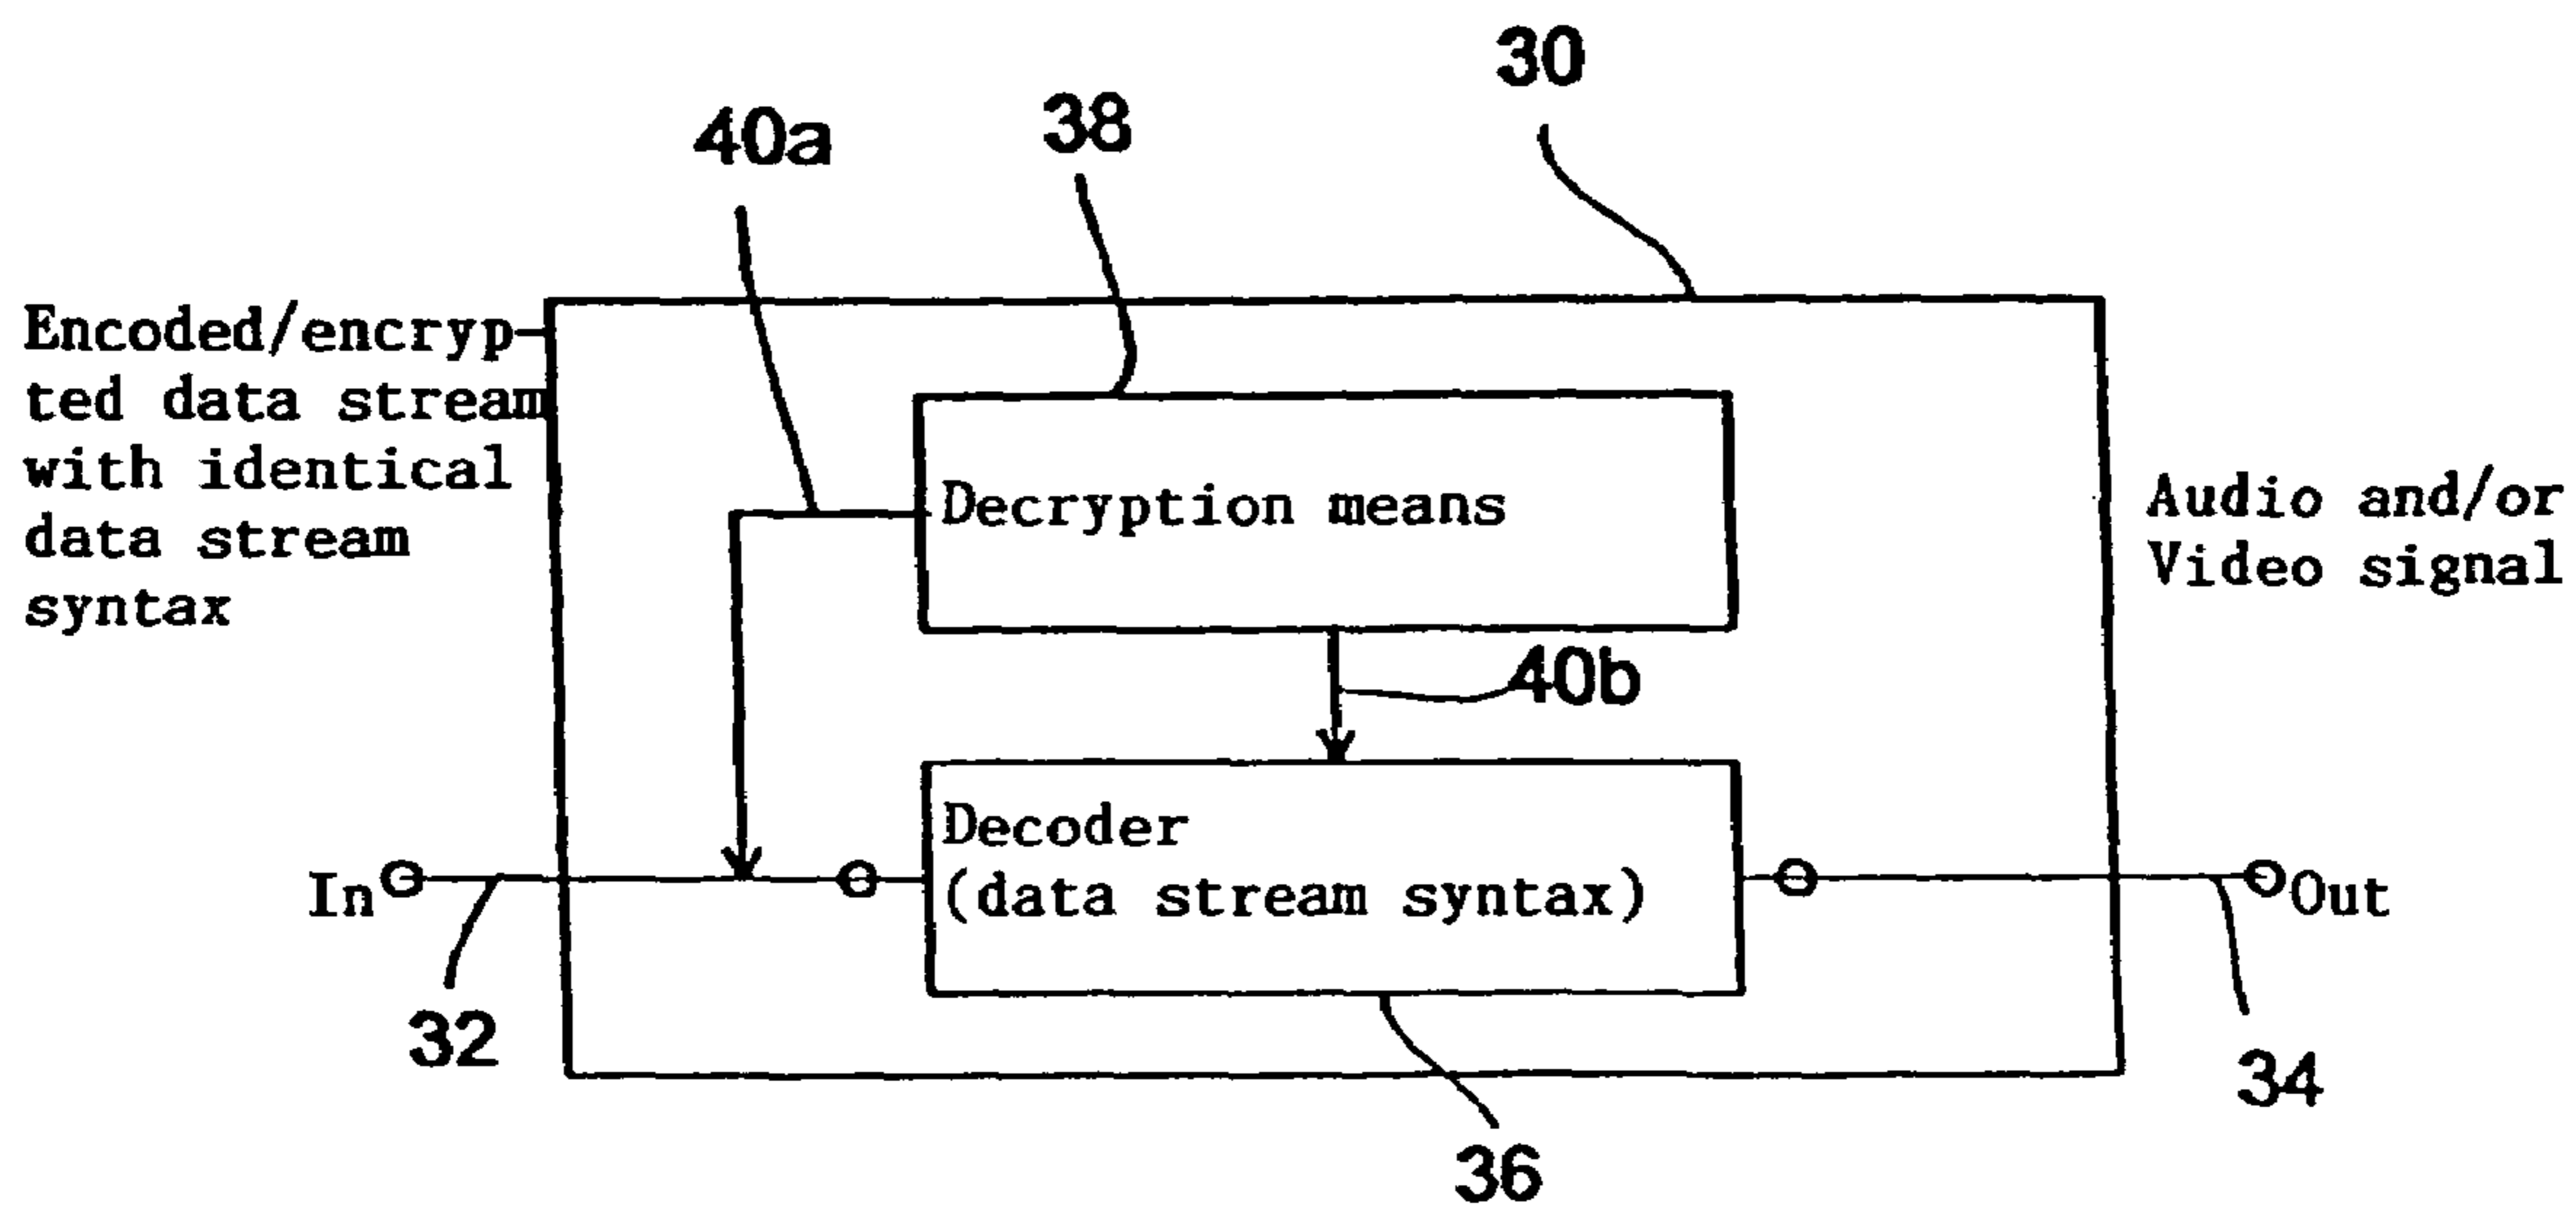 30
38
40a
Encoded/encryp-
ted data stream
with identical
data stream
syntax
Decryption means
Audio and/or
Video signal
40b
Decoder
(data stream syntax)
In
Out
32
34
36